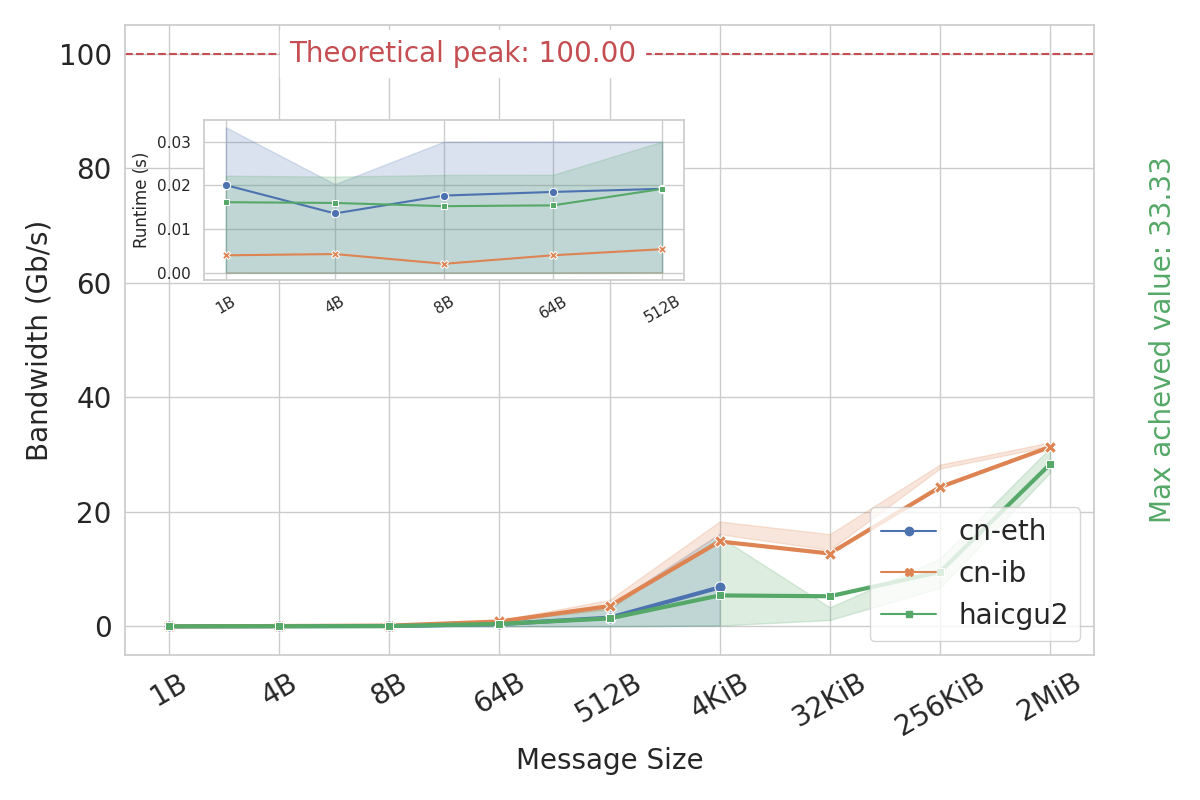 Theoretical peak: 100.00
Bandwidth (Gb/s)
100
80
60
40
20
0
Runtime (s)
0.03
0.02
0.01
0.00
1B 4B 8B 64B 512B
cn-eth
cn-ib
haicgu2
1B 4B 8B 64B 512B 4KiB 32KiB 256KiB 2MiB
Message Size
Max acheved value: 33.33